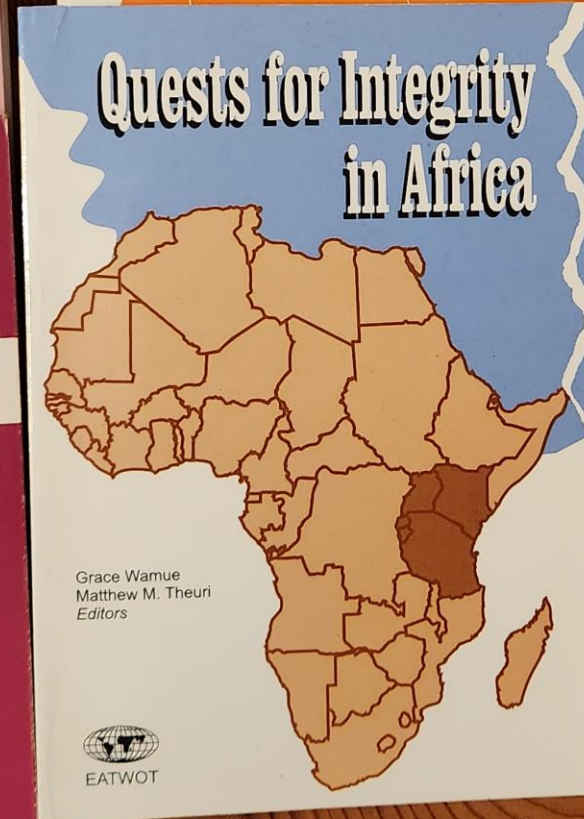 Quests for Integrity
in Africa
Grace Wamue
Matthew M. Theuri
Editors
EATWOT